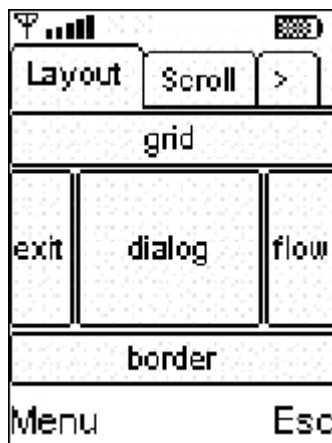 Layout Scroll >
grid
exit dialog flow
border
Menu Esc